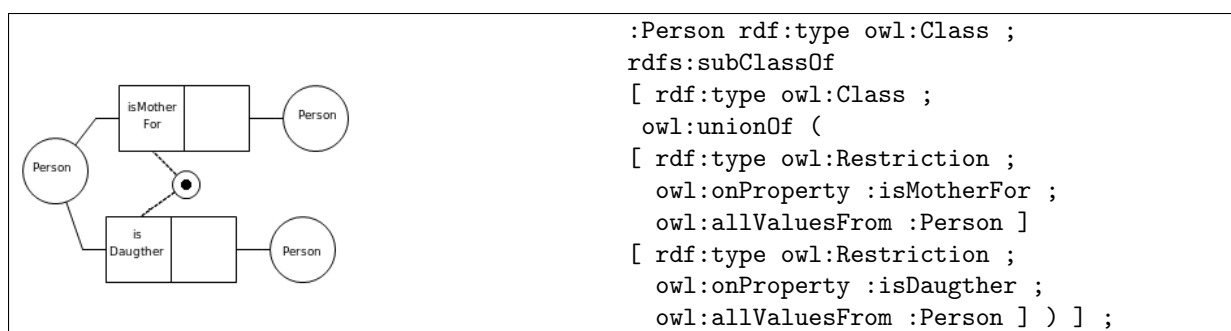 isMother
For
Person
Person
is
Daugther
Person
:Person rdf:type owl:Class ;
rdfs:subClassOf
[ rdf:type owl:Class ;
owl:unionOf (
[ rdf:type owl:Restriction ;
owl:onProperty :isMotherFor ;
owl:allValuesFrom :Person ]
[ rdf:type owl:Restriction ;
owl:onProperty :isDaugther ;
owl:allValuesFrom :Person ] ) ] ;